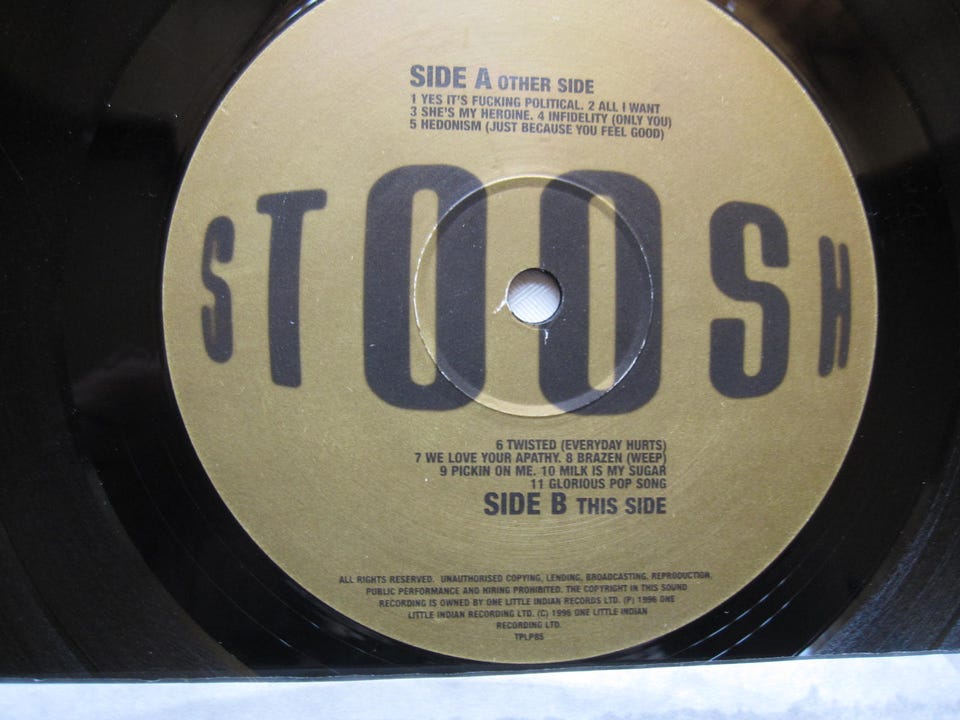 SIDE A OTHER SIDE
1 YES IT'S FUCKING POLITICAL. 2 ALL I WANT
3 SHE'S MY HEROINE. 4 INFIDELITY (ONLY YOU)
5 HEDONISM (JUST BECAUSE YOU FEEL GOOD)
STOOSH
6 TWISTED (EVERYDAY HURTS)
7 WE LOVE YOUR APATHY. 8 BRAZEN (WEEP)
9 PICKIN ON ME. 10 MILK IS MY SUGAR
11 GLORIOUS POP SONG
SIDE B THIS SIDE
ALL RIGHTS RESERVED. UNAUTHORISED COPYING, LENDING, BROADCASTING, REPRODUCTION,
PUBLIC PERFORMANCE AND HIRING PROHIBITED. THE COPYRIGHT IN THIS SOUND
RECORDING IS OWNED BY ONE LITTLE INDIAN RECORDS LTD. (P) 1996 ONE
LITTLE INDIAN RECORDING LTD. (C) 1996 ONE LITTLE INDIAN
RECORDING LTD.
TPLP85